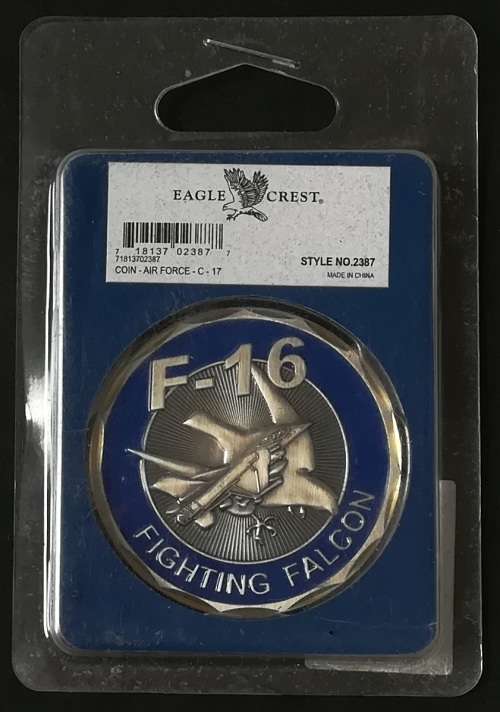 EAGLE CREST®
7 18137 02387 7
71813702387
COIN - AIR FORCE - C - 17
STYLE NO.2387
MADE IN CHINA
F-16
FIGHTING FALCON